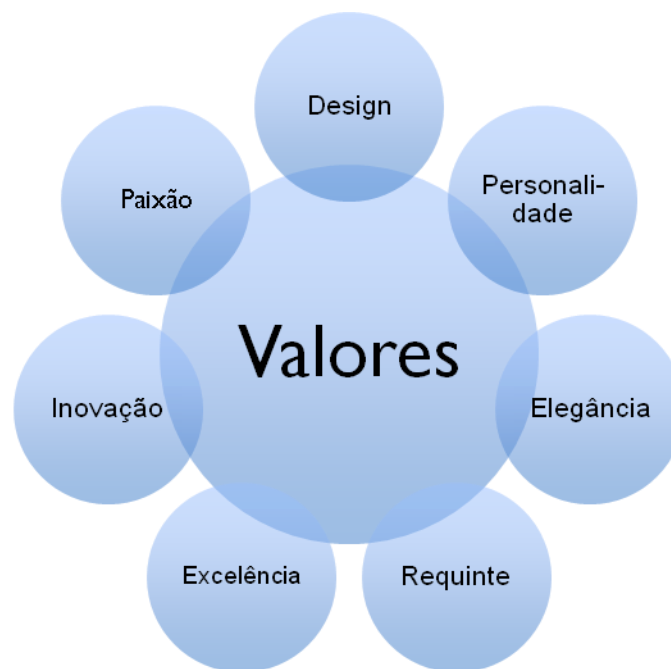 Design
Personali-
dade
Paixão
Valores
Inovação
Elegância
Excelência
Requinte